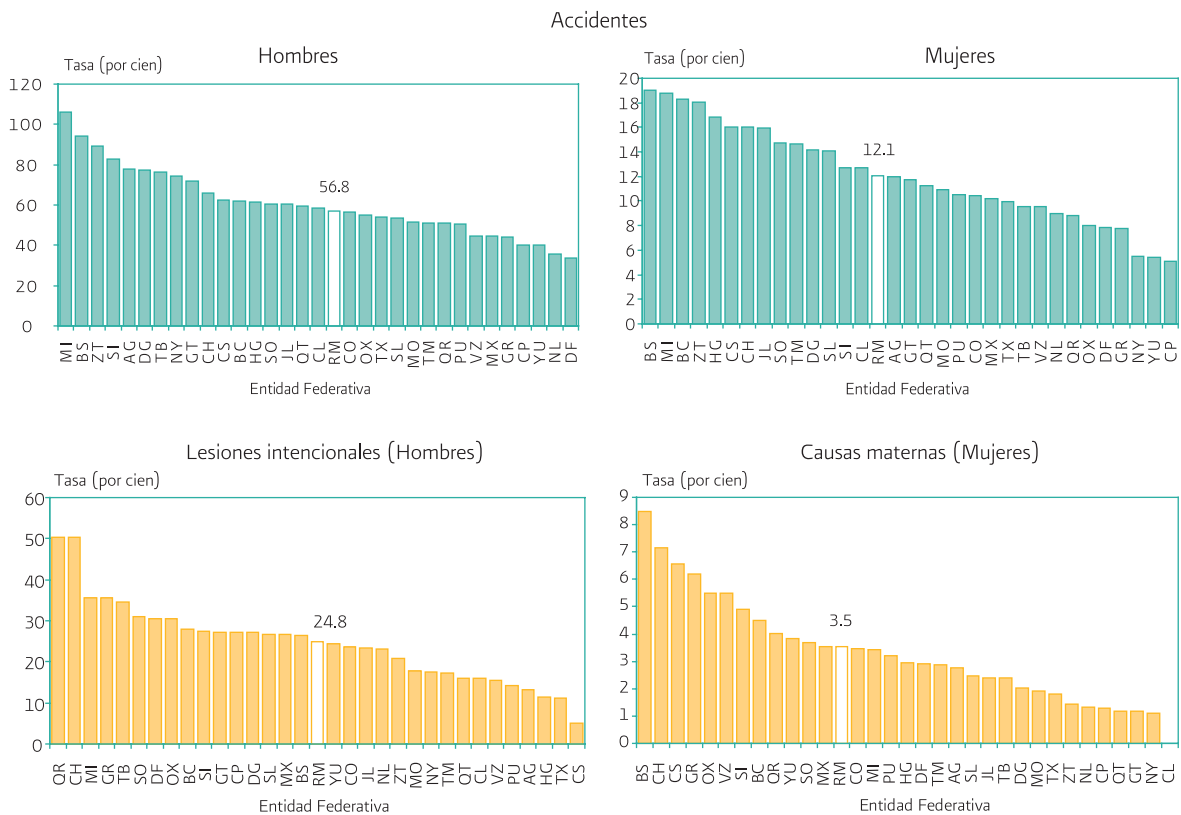 Accidentes
Hombres
Tasa (por cien)
120
100
80
60
40
20
0
56.8
MI BS ZT SI AG DG TB NY GT CH CS BC HG SO JL QT CL RM CO OX TX SL MO TM QR PU VZ MX GR CP YU NL DF
Entidad Federativa
Mujeres
Tasa (por cien)
20
18
16
14
12
10
8
6
4
2
0
12.1
BS MI BC ZT HG CS CH JL SO TM DG SL SI CL RM AG GT QT MO PU CO MX TX TB VZ NL QR OX DF GR NY YU CP
Entidad Federativa
Lesiones intencionales (Hombres)
Tasa (por cien)
60
50
40
30
20
10
0
24.8
QR CH MI GR TB SO DF OX BC SI GT CP DG SL MX BS RM YU CO JL NL ZT MO NY TM QT CL VZ PU AG HG TX CS
Entidad Federativa
Causas maternas (Mujeres)
Tasa (por cien)
9
8
7
6
5
4
3
2
1
0
3.5
BS CH CS GR OX VZ SI BC QR YU SO MX RM CO MI PU HG DF TM AG SL JL TB DG MO TX ZT NL CP QT GT NY CL
Entidad Federativa